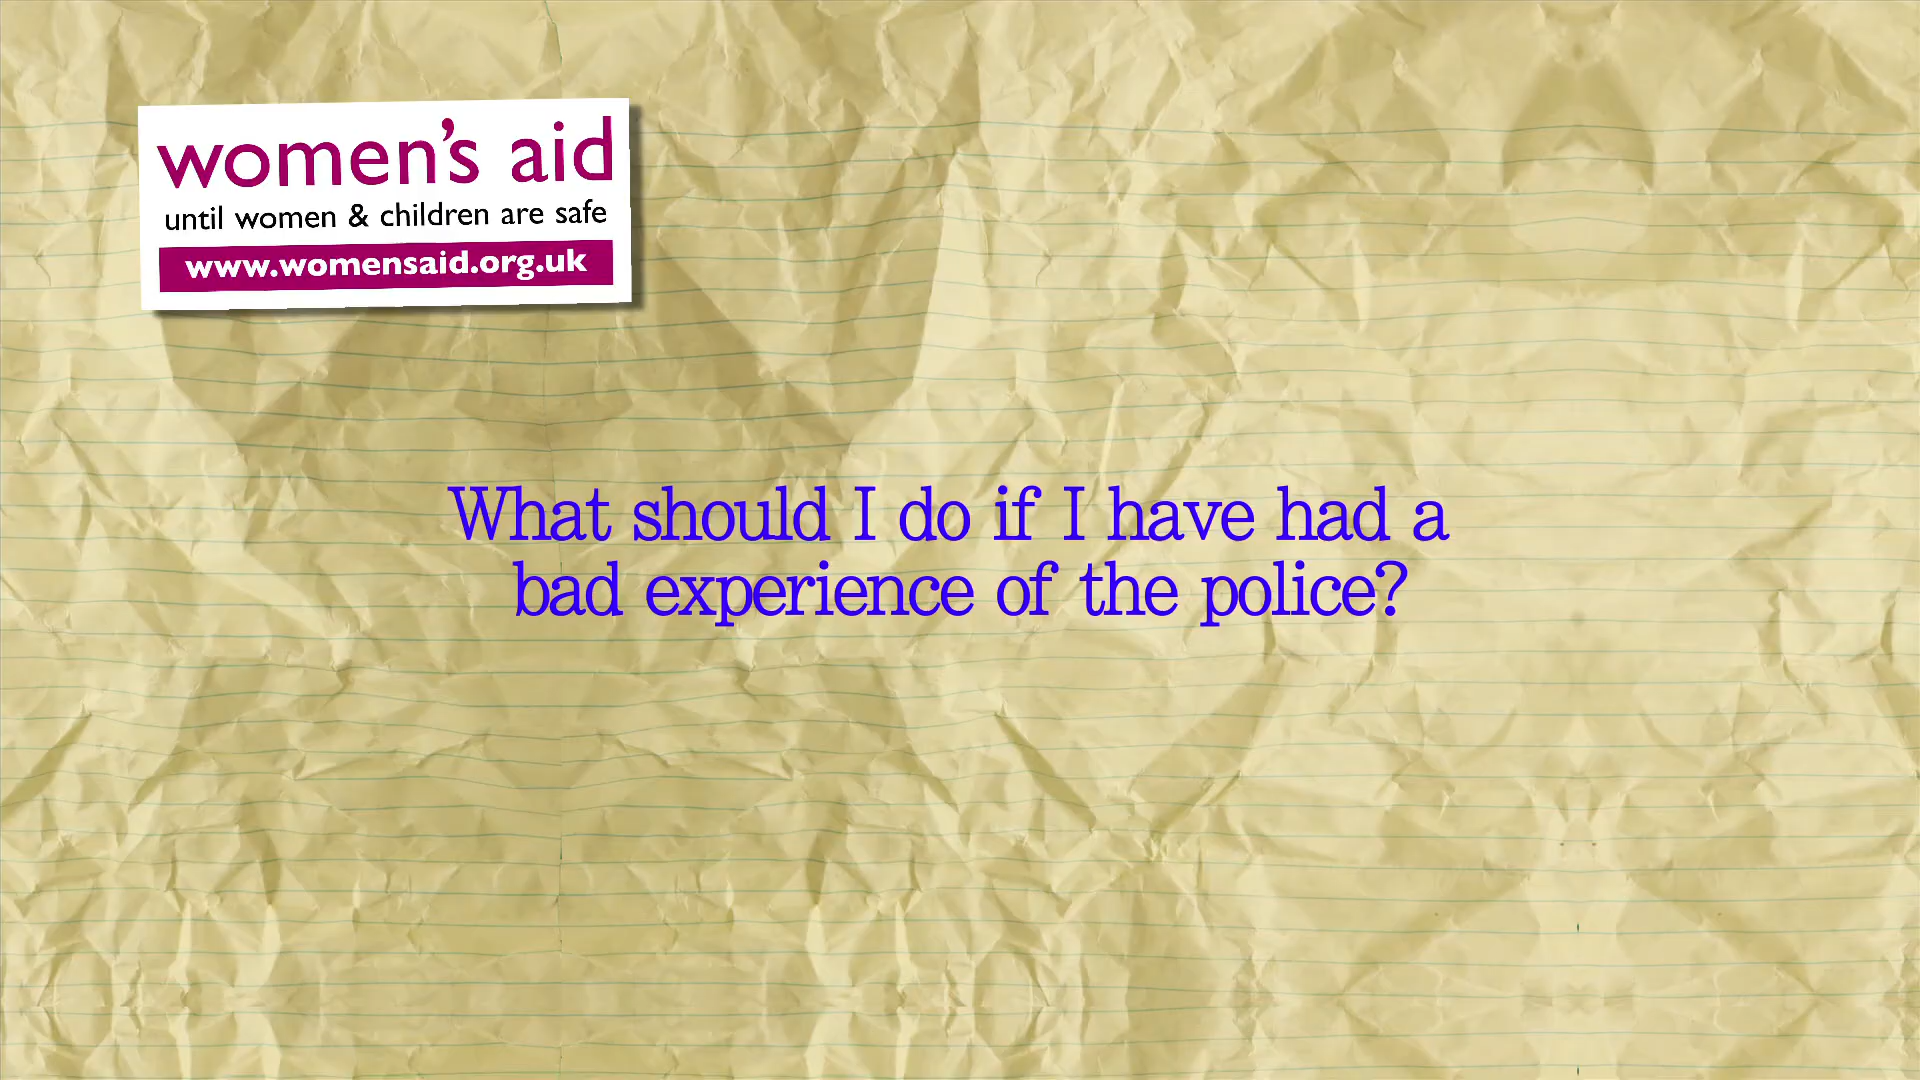 women's aid
until women & children are safe
www.womensaid.org.uk
What should I do if I have had a
bad experience of the police?